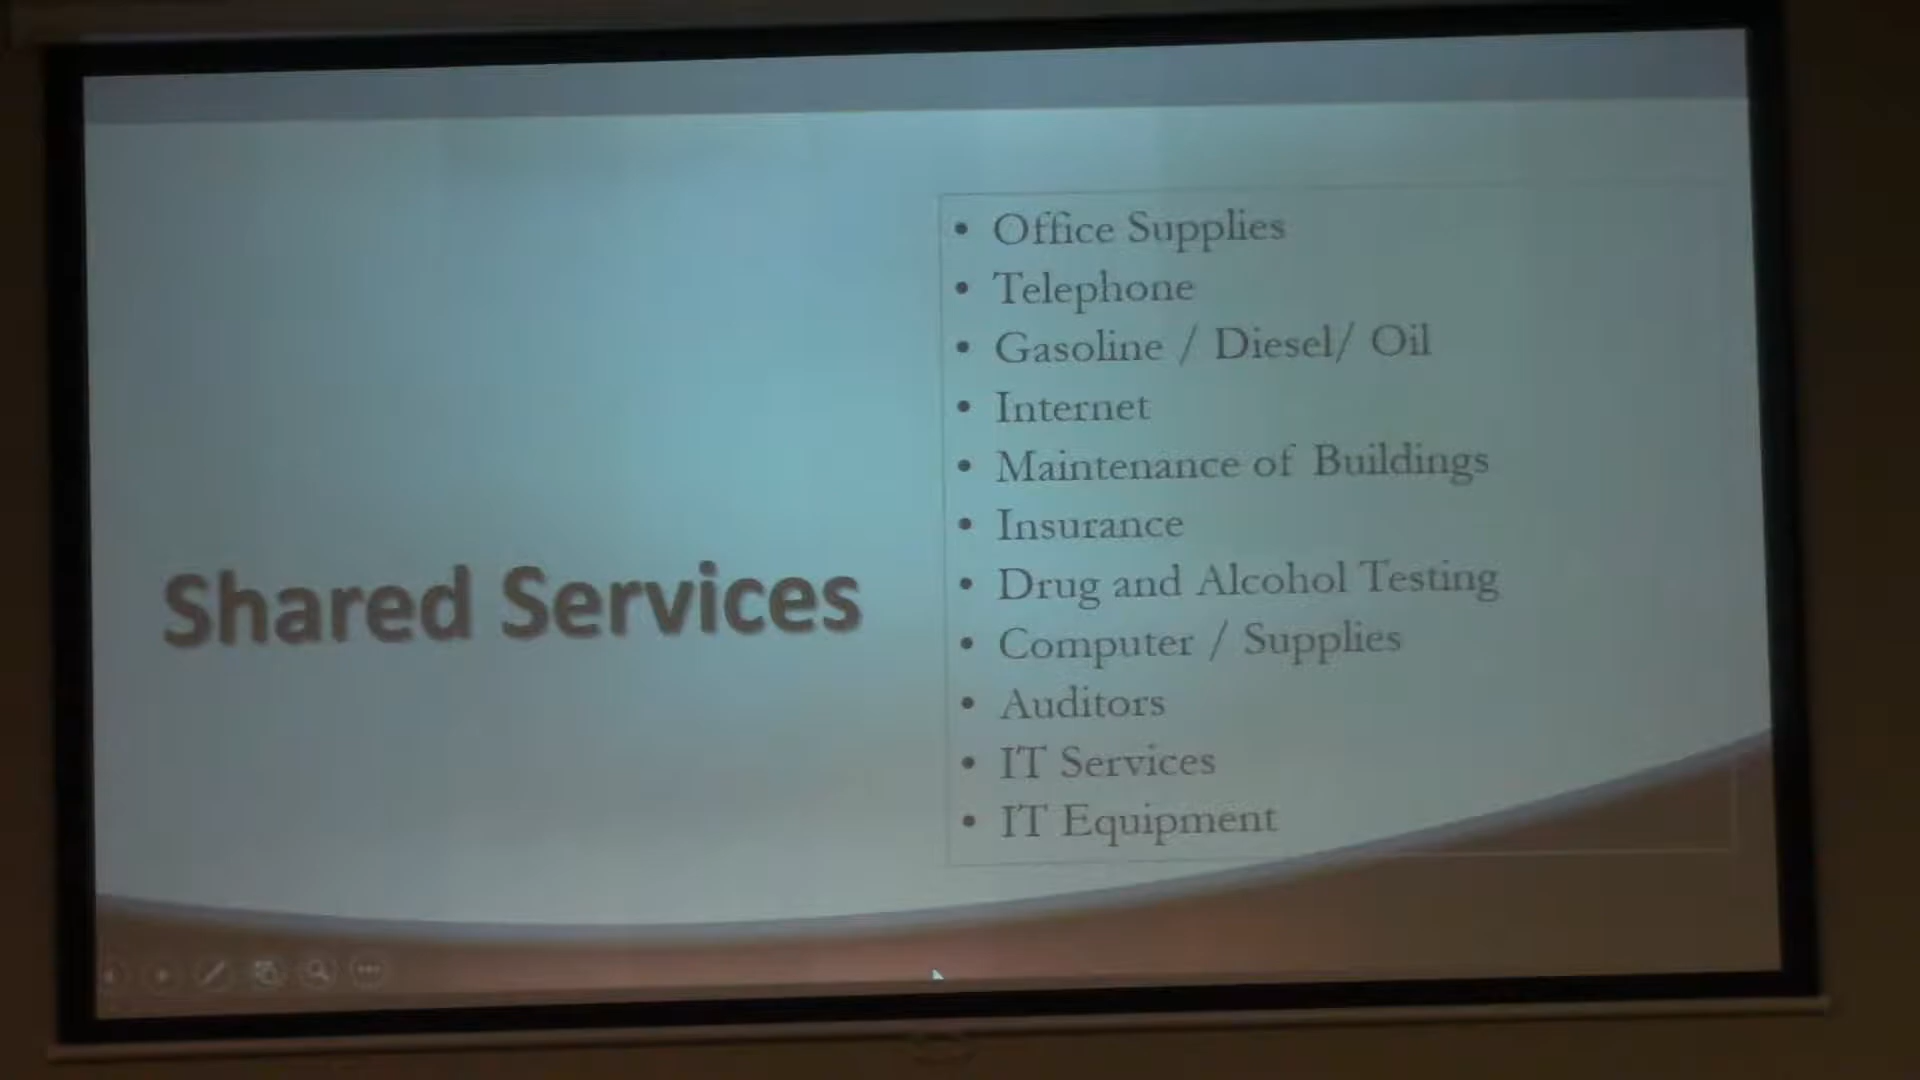 Shared Services
• Office Supplies
• Telephone
• Gasoline / Diesel/ Oil
• Internet
• Maintenance of Buildings
• Insurance
• Drug and Alcohol Testing
• Computer / Supplies
• Auditors
• IT Services
• IT Equipment